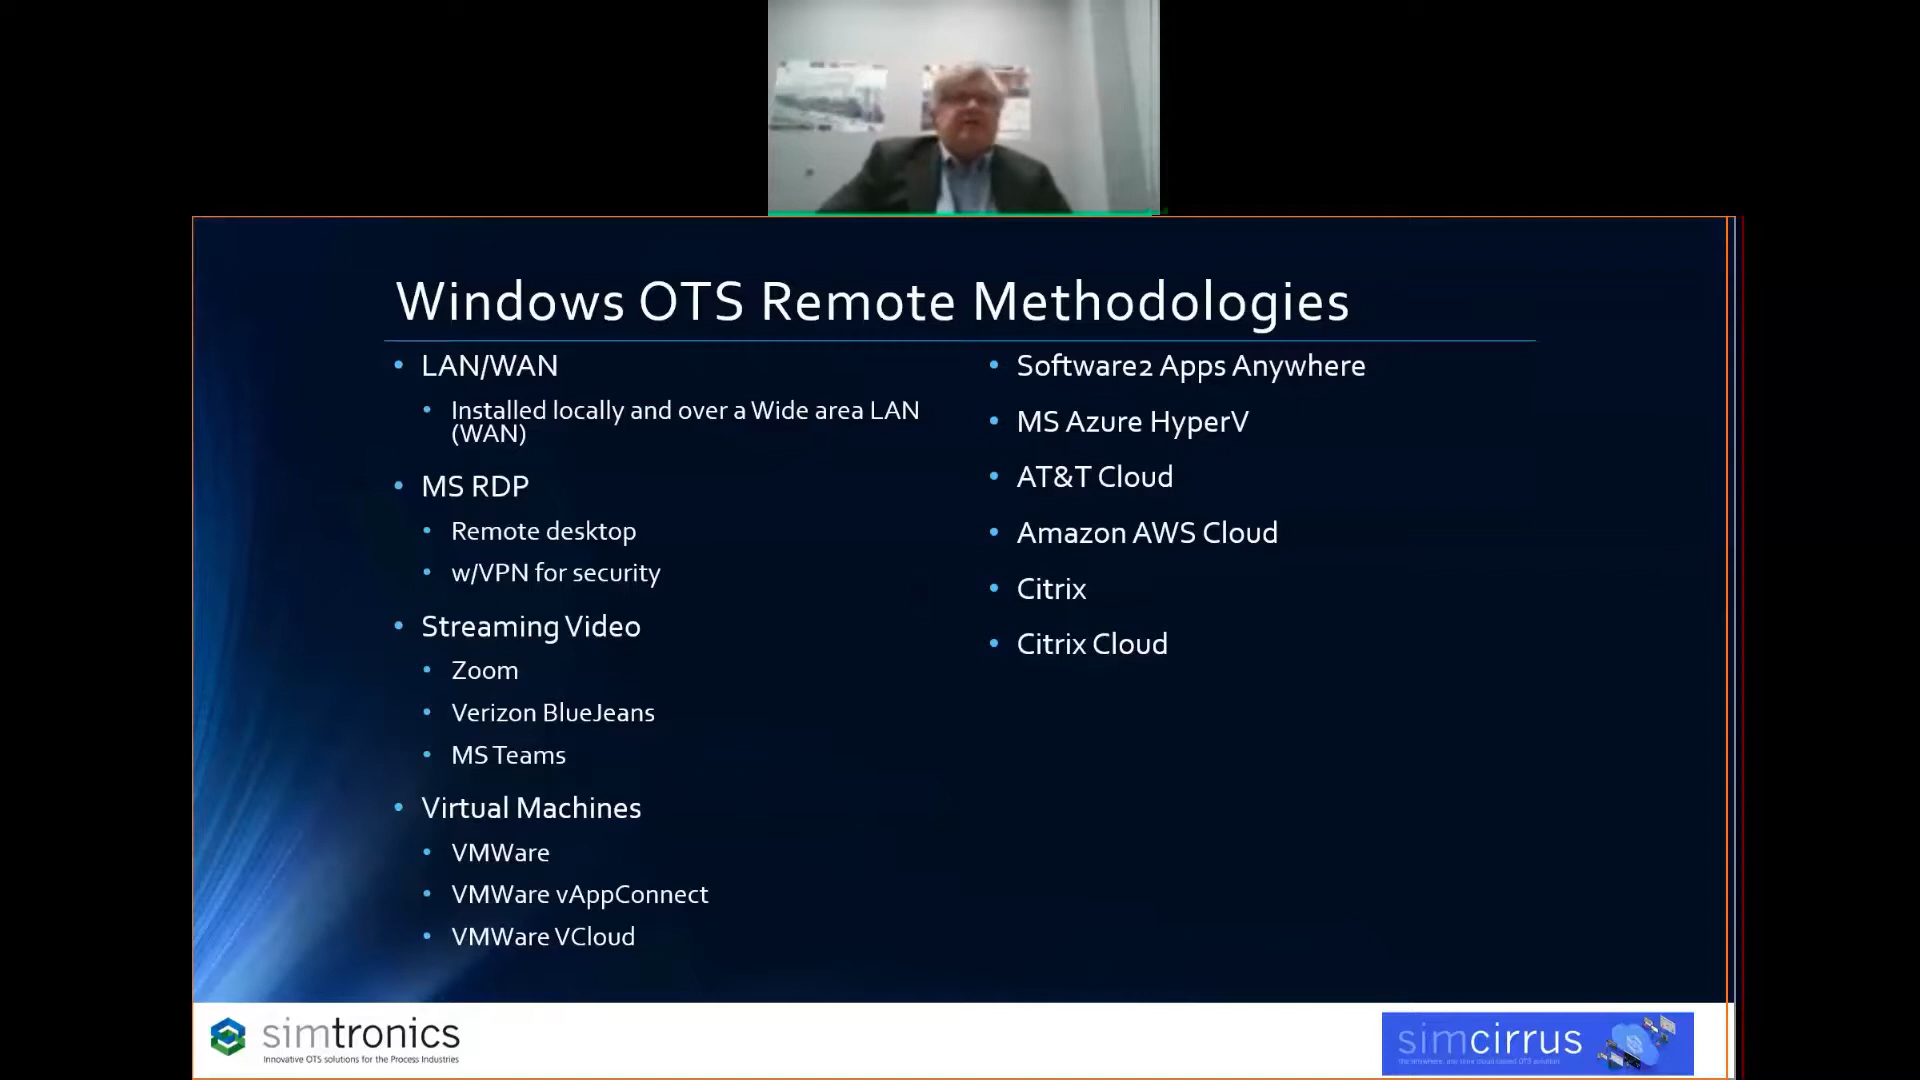 Windows OTS Remote Methodologies
LAN/WAN
Installed locally and over a Wide area LAN
(WAN)
MS RDP
Remote desktop
w/VPN for security
Streaming Video
Zoom
Verizon BlueJeans
MS Teams
Virtual Machines
VMWare
VMWare vAppConnect
VMWare VCloud
Software2 Apps Anywhere
MS Azure HyperV
AT&T Cloud
Amazon AWS Cloud
Citrix
Citrix Cloud
simtronics
Innovative OTS solutions for the Process Industries
simcirrus